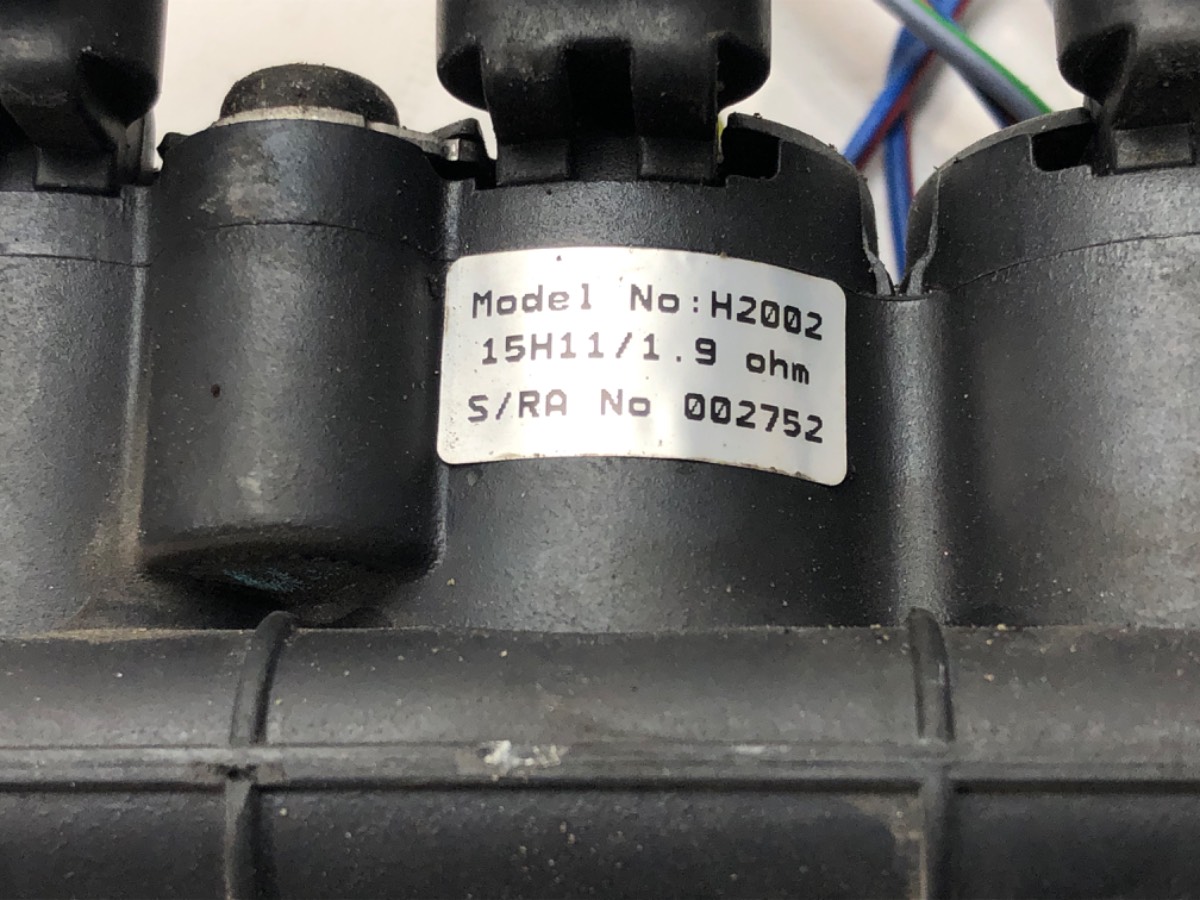 Model No:H2002
15H11/1.9 ohm
S/RA No 002752